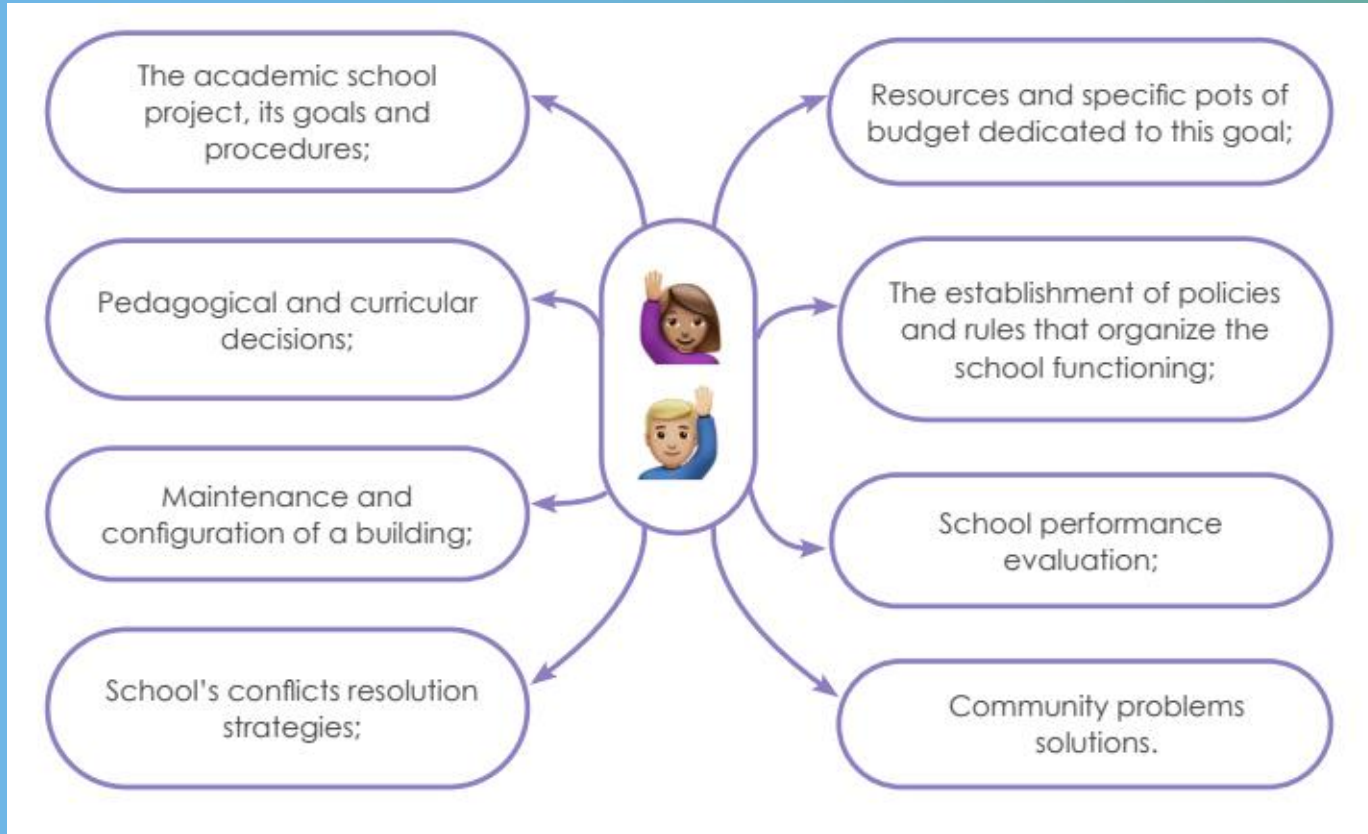 The academic school
project, its goals and
procedures;
Pedagogical and curricular
decisions;
Maintenance and
configuration of a building;
School’s conflicts resolution
strategies;
Resources and specific pots of
budget dedicated to this goal;
The establishment of policies
and rules that organize the
school functioning;
School performance
evaluation;
Community problems
solutions.